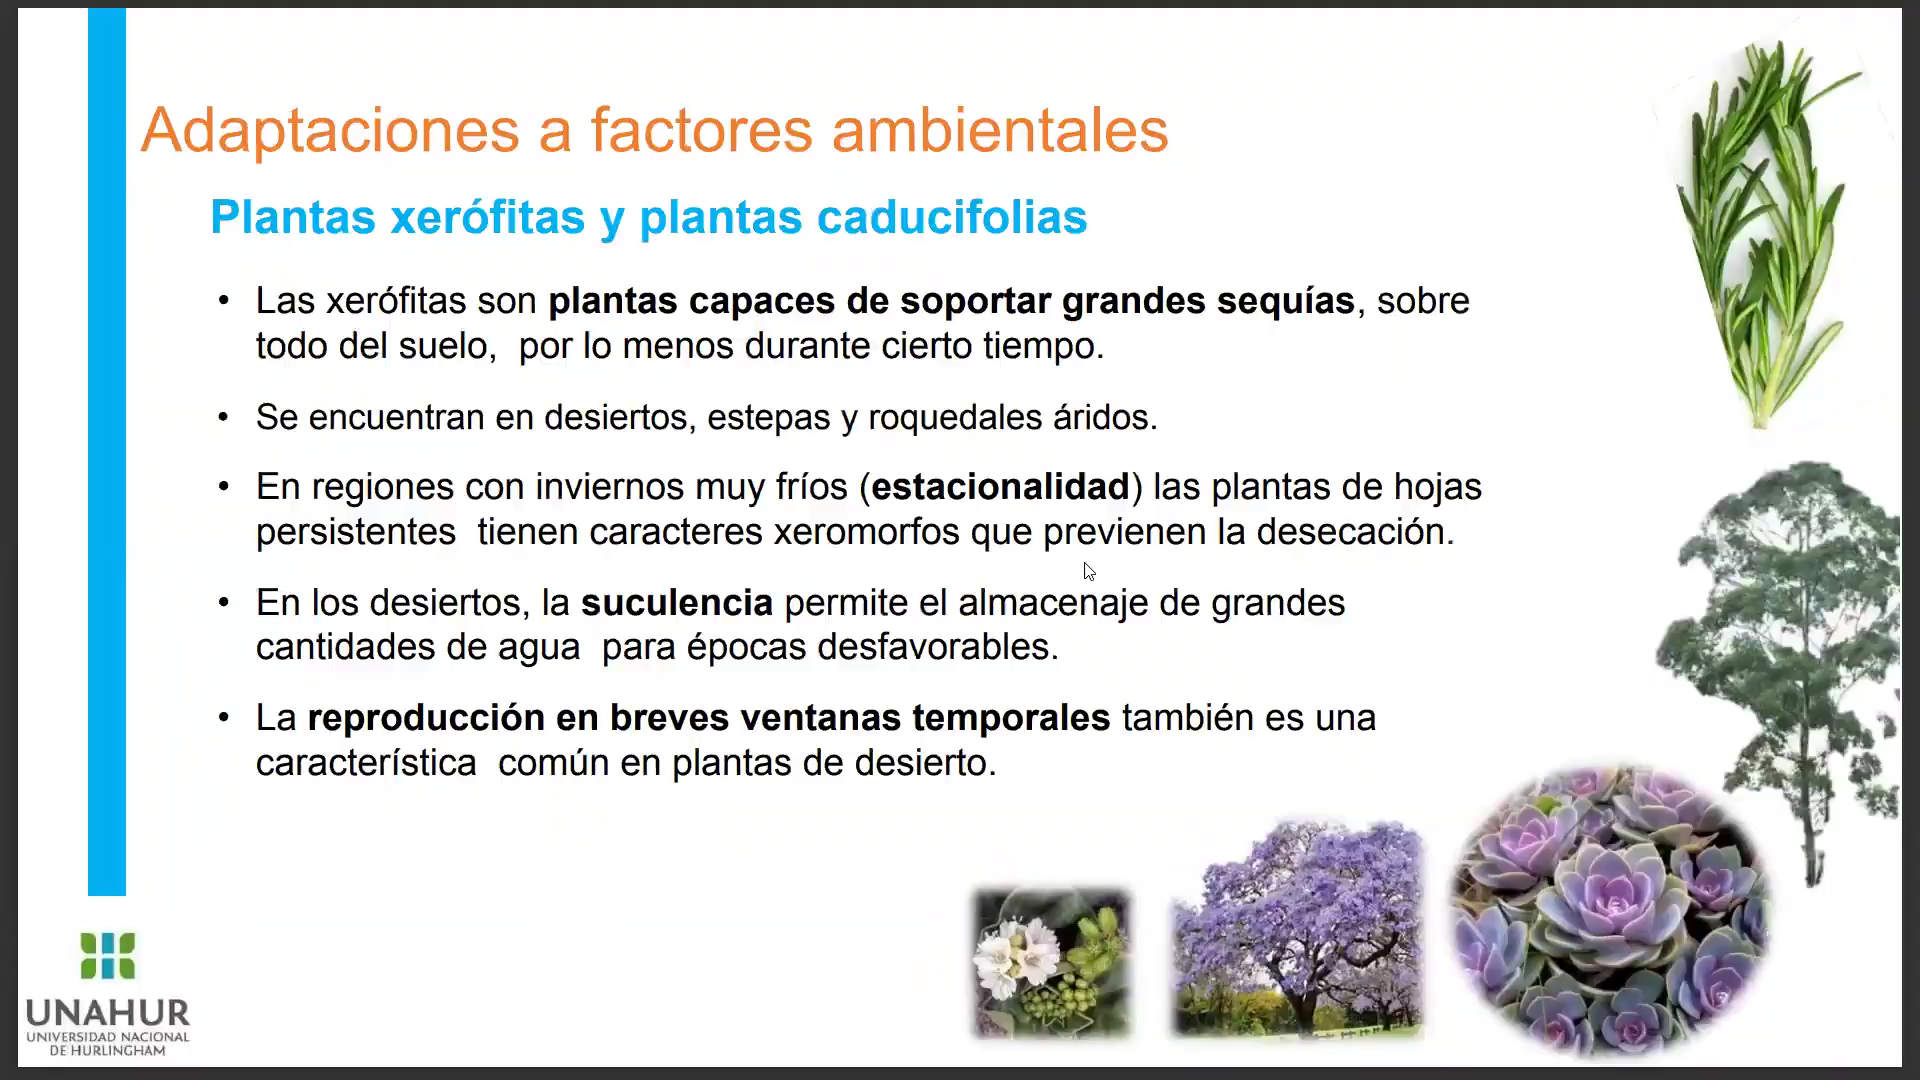 Adaptaciones a factores ambientales
Plantas xerófitas y plantas caducifolias
• Las xerófitas son plantas capaces de soportar grandes sequías, sobre
todo del suelo,  por lo menos durante cierto tiempo.
• Se encuentran en desiertos, estepas y roquedales áridos.
• En regiones con inviernos muy fríos (estacionalidad) las plantas de hojas
persistentes  tienen caracteres xeromorfos que previenen la desecación.
• En los desiertos, la suculencia permite el almacenaje de grandes
cantidades de agua  para épocas desfavorables.
• La reproducción en breves ventanas temporales también es una
característica  común en plantas de desierto.
UNAHUR
UNIVERSIDAD NACIONAL
DE HURLINGHAM